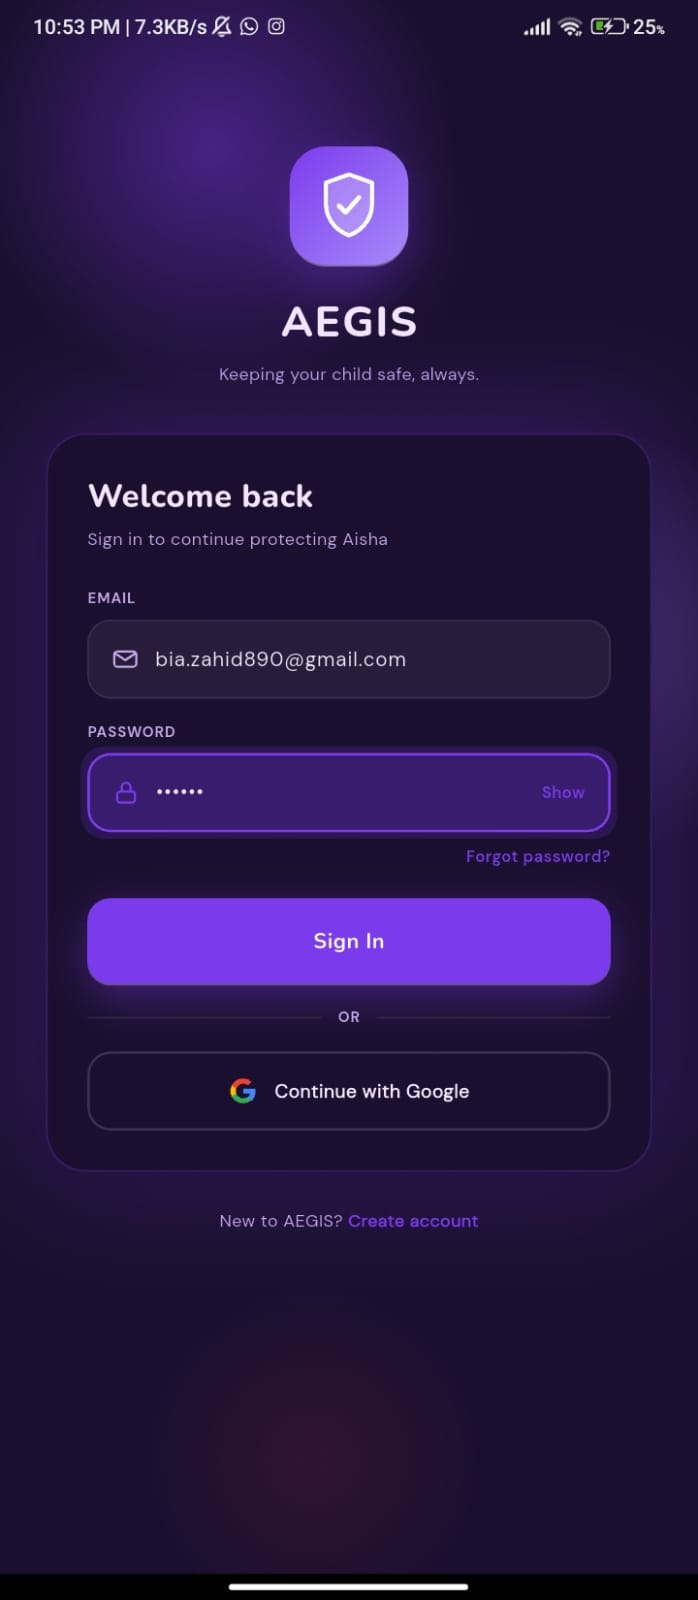 10:53 PM | 7.3KB/s 25%
AEGIS
Keeping your child safe, always.
Welcome back
Sign in to continue protecting Aisha
EMAIL
bia.zahid890@gmail.com
PASSWORD
•••••• Show
Forgot password?
Sign In
OR
Continue with Google
New to AEGIS? Create account